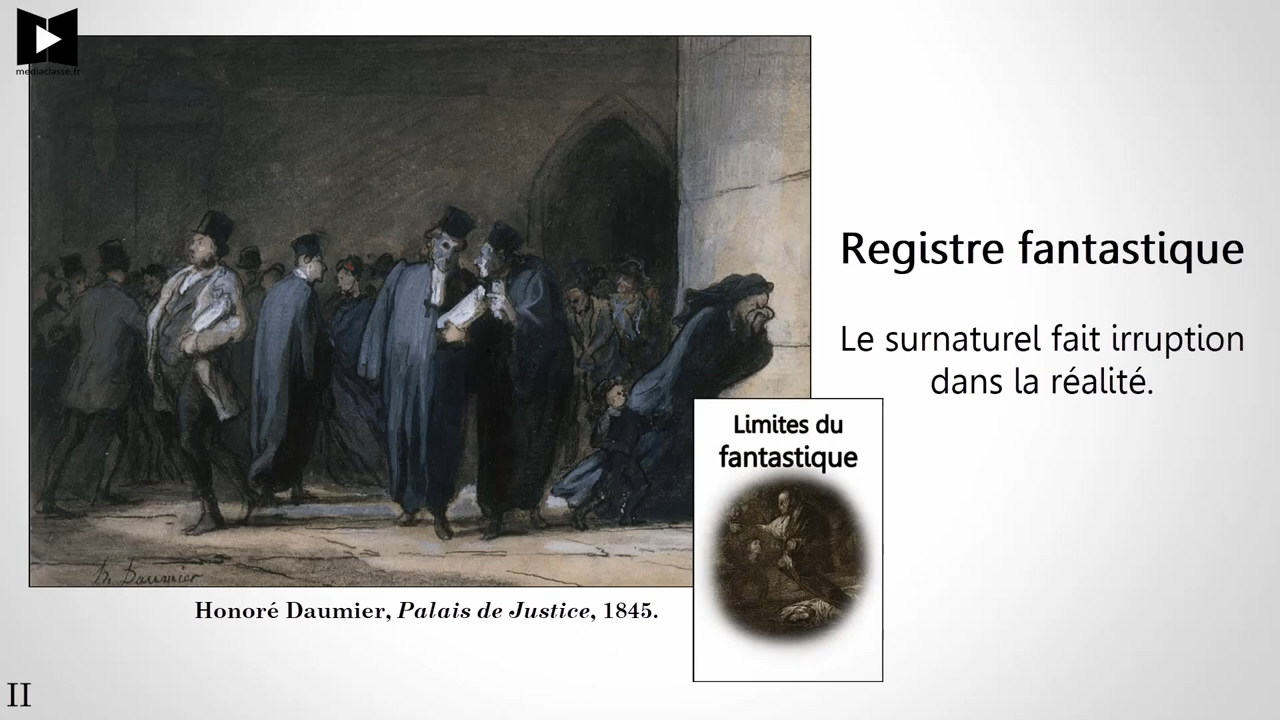 mediaclasse.fr
Registre fantastique
Le surnaturel fait irruption
dans la réalité.
Limites du
fantastique
h. Daumier
Honoré Daumier, Palais de Justice, 1845.
II